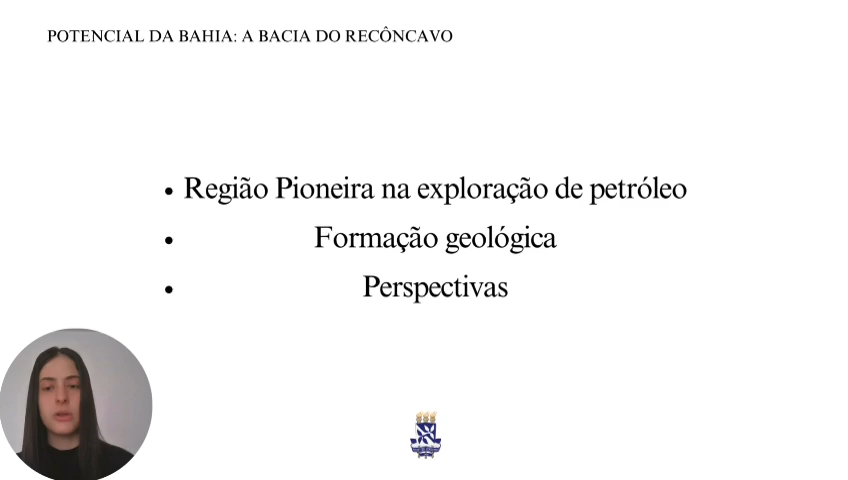 POTENCIAL DA BAHIA: A BACIA DO RECÔNCAVO
• Região Pioneira na exploração de petróleo
• Formação geológica
• Perspectivas